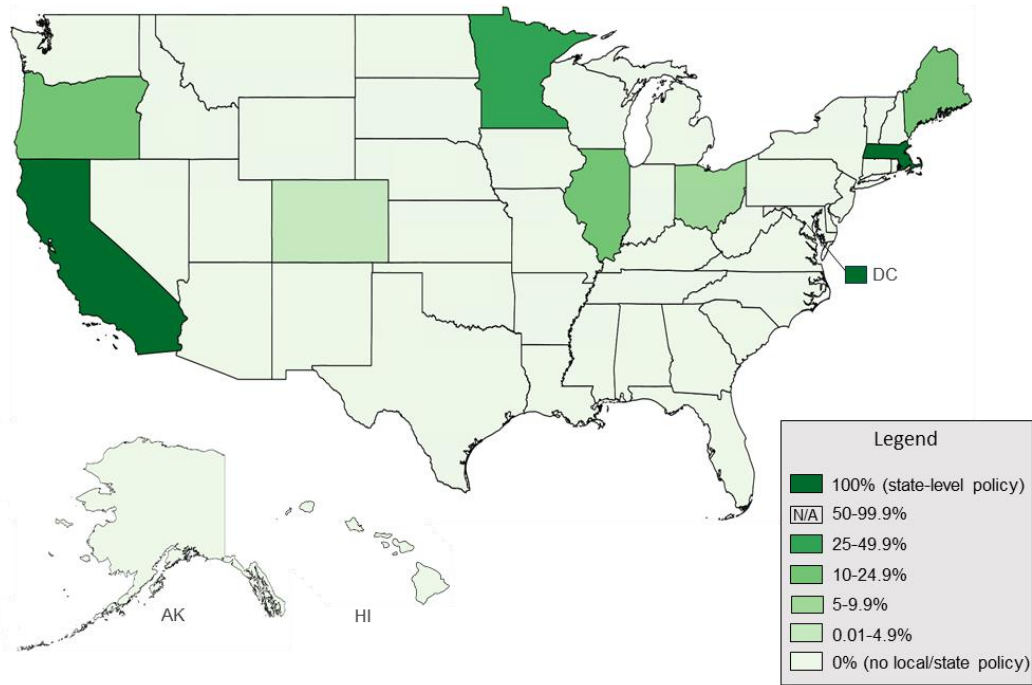 DC
AK
HI
Legend
100% (state-level policy)
N/A 50-99.9%
25-49.9%
10-24.9%
5-9.9%
0.01-4.9%
0% (no local/state policy)